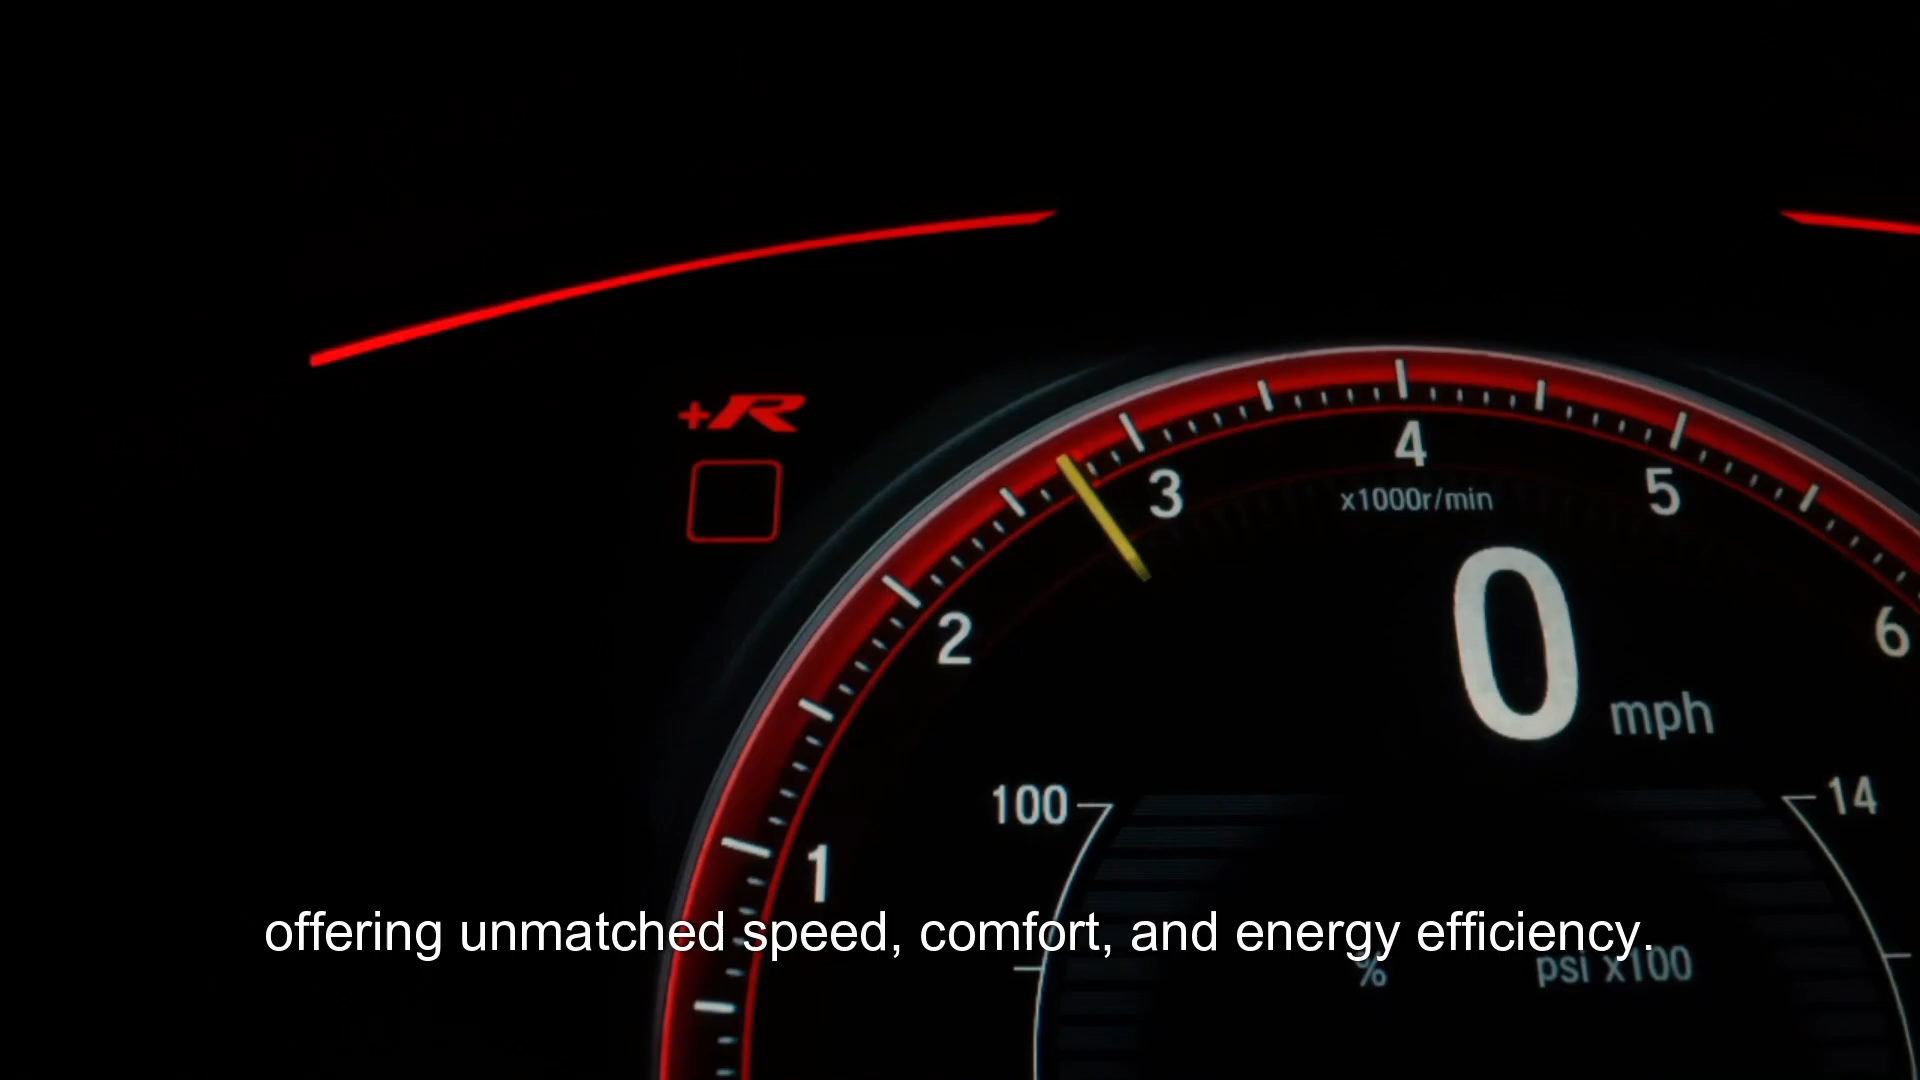 +R
4
3
5
x1000r/min
0
mph
2
6
100
14
1
offering unmatched speed, comfort, and energy efficiency.
%
psi x100